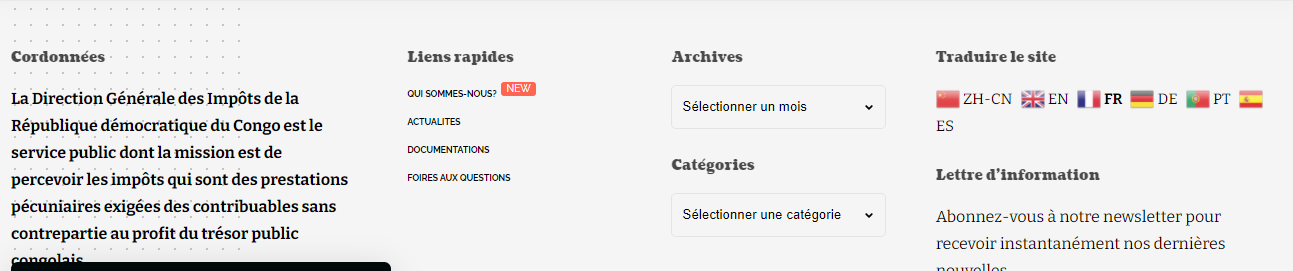 Cordonnées
La Direction Générale des Impôts de la
République démocratique du Congo est le
service public dont la mission est de
percevoir les impôts qui sont des prestations
pécuniaires exigées des contribuables sans
contrepartie au profit du trésor public
congolais.
Liens rapides
QUI SOMMES-NOUS? NEW
ACTUALITES
DOCUMENTATIONS
FOIRES AUX QUESTIONS
Archives
Sélectionner un mois
Catégories
Sélectionner une catégorie
Traduire le site
ZH-CN EN FR DE PT
ES
Lettre d'information
Abonnez-vous à notre newsletter pour
recevoir instantanément nos dernières
nouvelles